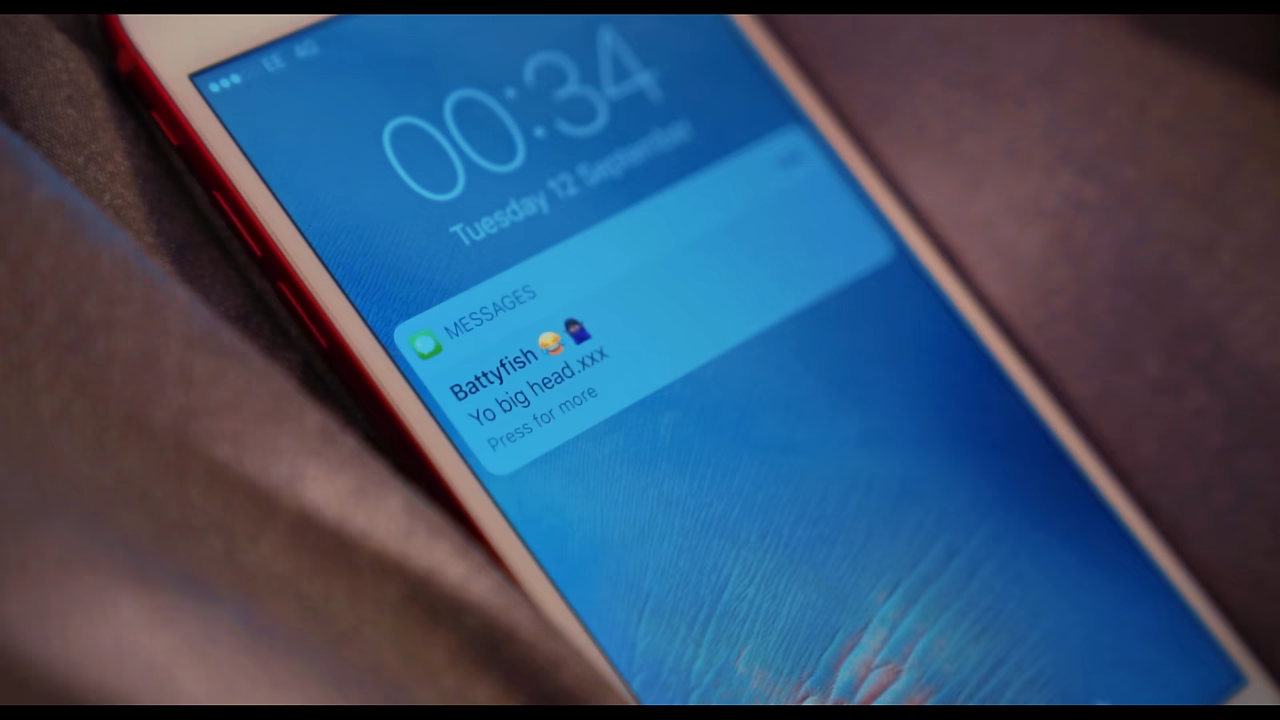 EE 4G
00:34
Tuesday 12 September
MESSAGES
Battyfish 😂🧕🏿
Yo big head.xxx
Press for more